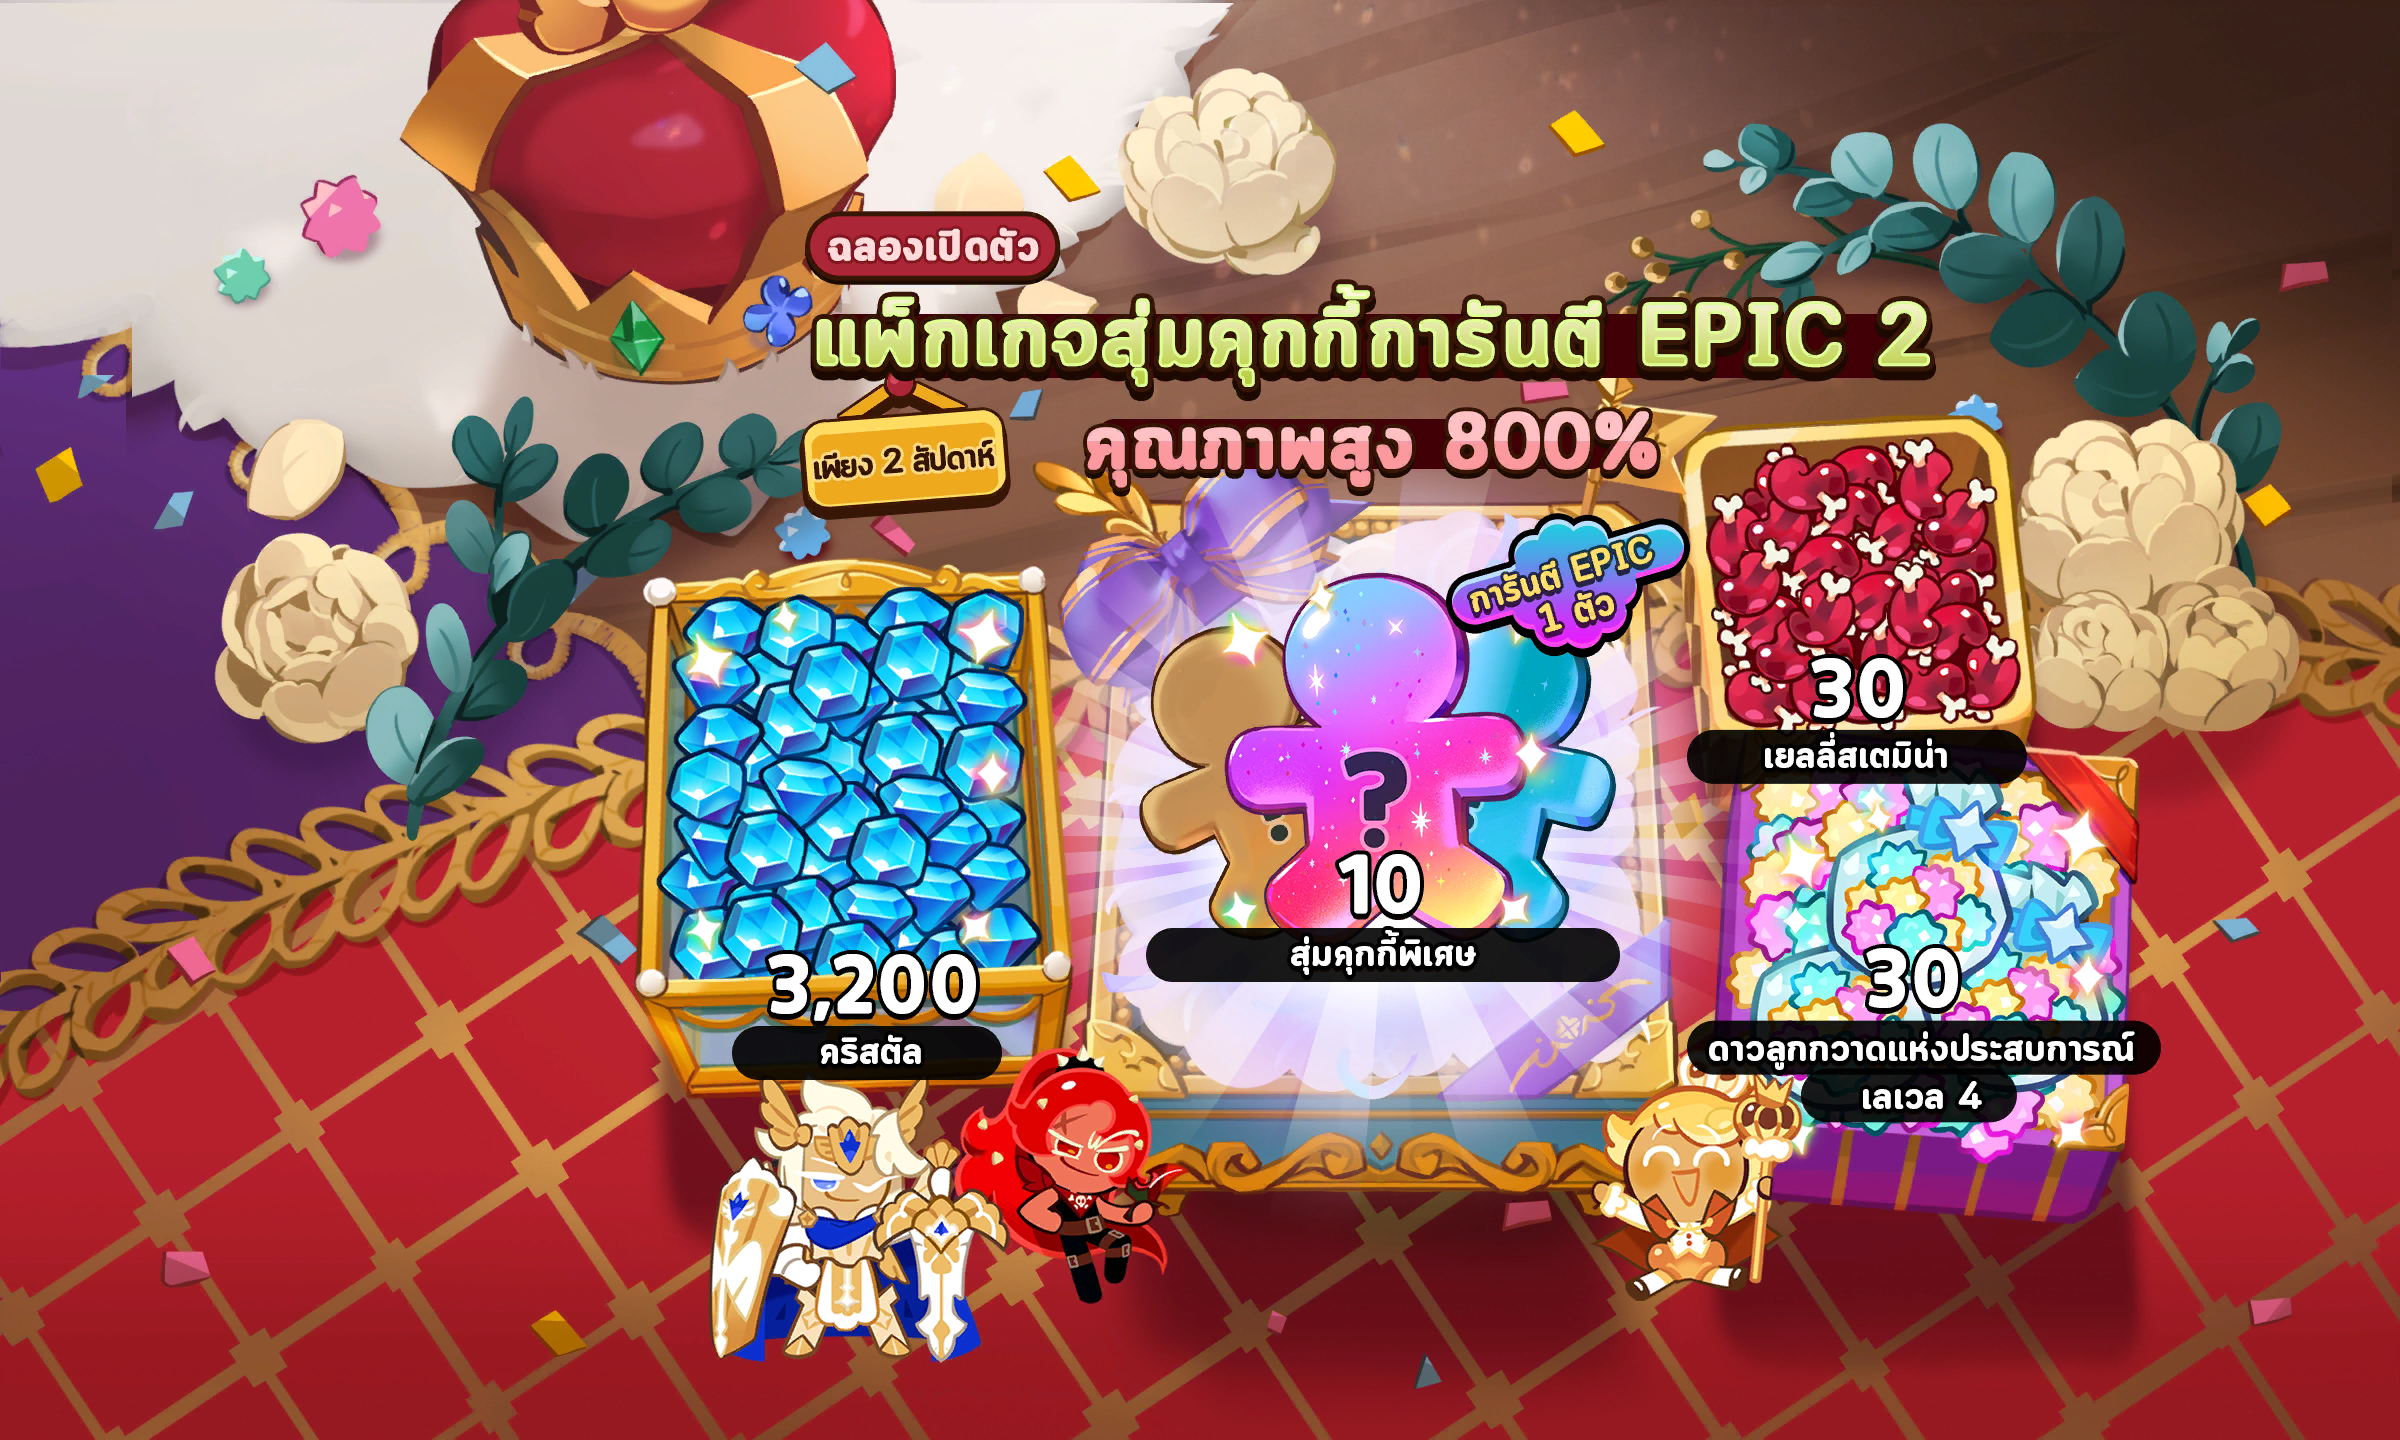 ฉลองเปิดตัว
แพ็กเกจสุ่มคุกกี้การันตี EPIC 2
เพียง 2 สัปดาห์
คุณภาพสูง 800%
การันตี EPIC
1 ตัว
3,200
คริสตัล
?
10
สุ่มคุกกี้พิเศษ
30
เยลลี่สเตมิน่า
30
ดาวลูกกวาดแห่งประสบการณ์
เลเวล 4